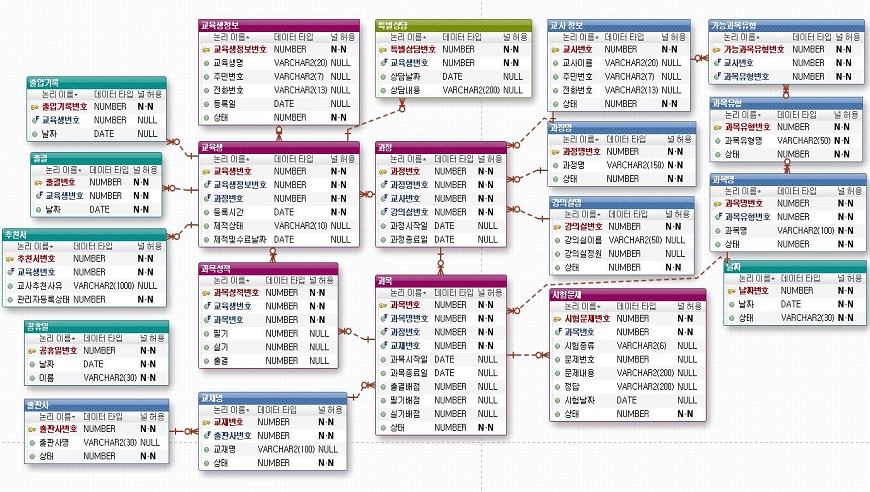 교육생정보
논리 이름 데이터 타입 널 허용
교육생정보번호 NUMBER N-N
교육생명 VARCHAR2(20) NULL
주민번호 VARCHAR2(7) NULL
전화번호 VARCHAR2(13) NULL
등록일 DATE NULL
상태 NUMBER N-N
특별상담
논리 이름 데이터 타입 널 허용
특별상담번호 NUMBER N-N
교육생번호 NUMBER N-N
상담날짜 DATE NULL
상담내용 VARCHAR2(200) NULL
교사 정보
논리 이름 데이터 타입 널 허용
교사번호 NUMBER N-N
교사이름 VARCHAR2(20) NULL
주민번호 VARCHAR2(7) NULL
전화번호 VARCHAR2(13) NULL
상태 NUMBER N-N
가능과목유형
논리 이름 데이터 타입 널 허용
가능과목유형번호 NUMBER N-N
교사번호 NUMBER N-N
과목유형번호 NUMBER N-N
출입기록
논리 이름 데이터 타입 널 허용
출입기록번호 NUMBER N-N
교육생번호 NUMBER NULL
날짜 DATE NULL
과목유형
논리 이름 데이터 타입 널 허용
과목유형번호 NUMBER N-N
과목유형명 VARCHAR2(50) NULL
상태 NUMBER N-N
과정명
논리 이름 데이터 타입 널 허용
과정명번호 NUMBER N-N
과정명 VARCHAR2(150) N-N
상태 NUMBER N-N
교육생
논리 이름 데이터 타입 널 허용
교육생번호 NUMBER N-N
교육생정보번호 NUMBER N-N
과정번호 NUMBER N-N
등록시간 DATE N-N
제적상태 VARCHAR2(10) NULL
제적및수료날짜 DATE NULL
과정
논리 이름 데이터 타입 널 허용
과정번호 NUMBER N-N
과정명번호 NUMBER N-N
교사번호 NUMBER N-N
강의실번호 NUMBER N-N
과정시작일 DATE NULL
과정종료일 DATE NULL
출결
논리 이름 데이터 타입 널 허용
출결번호 NUMBER N-N
교육생번호 NUMBER N-N
날짜 DATE N-N
과목명
논리 이름 데이터 타입 널 허용
과목명번호 NUMBER N-N
과목유형번호 NUMBER N-N
과목명 VARCHAR2(100) N-N
상태 NUMBER N-N
강의실명
논리 이름 데이터 타입 널 허용
강의실번호 NUMBER N-N
강의실이름 VARCHAR2(50) NULL
강의실정원 NUMBER N-N
상태 NUMBER N-N
추천서
논리 이름 데이터 타입 널 허용
추천서번호 NUMBER N-N
교육생번호 NUMBER N-N
교사추천사유 VARCHAR2(1000) NULL
관리자등록상태 NUMBER N-N
과목성적
논리 이름 데이터 타입 널 허용
과목성적번호 NUMBER N-N
교육생번호 NUMBER N-N
과목번호 NUMBER N-N
필기 NUMBER NULL
실기 NUMBER NULL
출결 NUMBER NULL
과목
논리 이름 데이터 타입 널 허용
과목번호 NUMBER N-N
과목명번호 NUMBER N-N
과정번호 NUMBER N-N
교재번호 NUMBER N-N
과목시작일 DATE NULL
과목종료일 DATE NULL
출결배점 NUMBER NULL
필기배점 NUMBER NULL
실기배점 NUMBER NULL
상태 NUMBER N-N
날짜
논리 이름 데이터 타입 널 허용
날짜번호 NUMBER N-N
날짜 DATE N-N
상태 VARCHAR2(30) N-N
시험문제
논리 이름 데이터 타입 널 허용
시험문제번호 NUMBER N-N
과목번호 NUMBER N-N
시험종류 VARCHAR2(6) NULL
문제번호 NUMBER NULL
문제내용 VARCHAR2(200) NULL
정답 VARCHAR2(200) NULL
시험날짜 DATE NULL
상태 NUMBER N-N
공휴일
논리 이름 데이터 타입 널 허용
공휴일번호 NUMBER N-N
날짜 DATE N-N
이름 VARCHAR2(30) N-N
출판사
논리 이름 데이터 타입 널 허용
출판사번호 NUMBER N-N
출판사명 VARCHAR2(30) NULL
상태 NUMBER N-N
교재명
논리 이름 데이터 타입 널 허용
교재번호 NUMBER N-N
출판사번호 NUMBER N-N
교재명 VARCHAR2(100) NULL
상태 NUMBER N-N